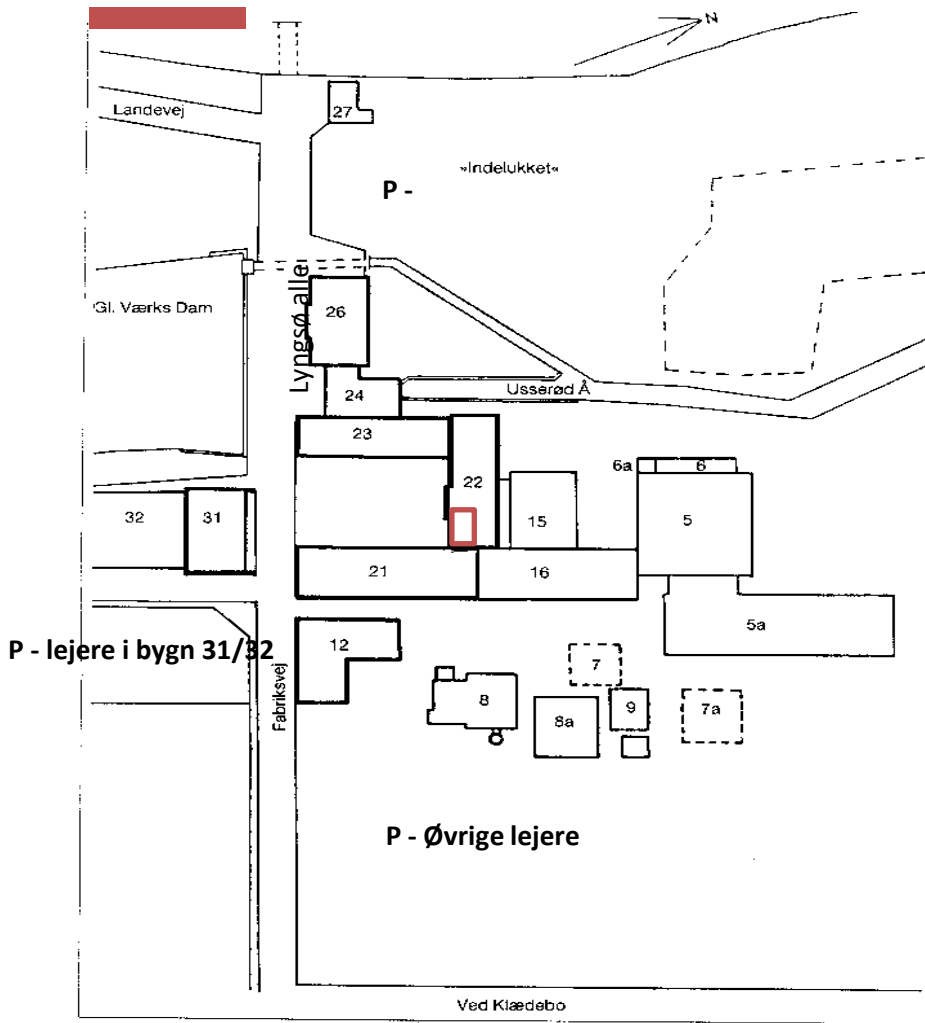 N
Landevej
27
»Indelukket«
P -
Lyngsø alle
Gl. Værks Dam
26
24
Usserød Å
23
22
6a
6
32
31
15
5
21
16
5a
P - lejere i bygn 31/32
12
7
Fabriksvej
8
8a
9
7a
P - Øvrige lejere
Ved Klædebo